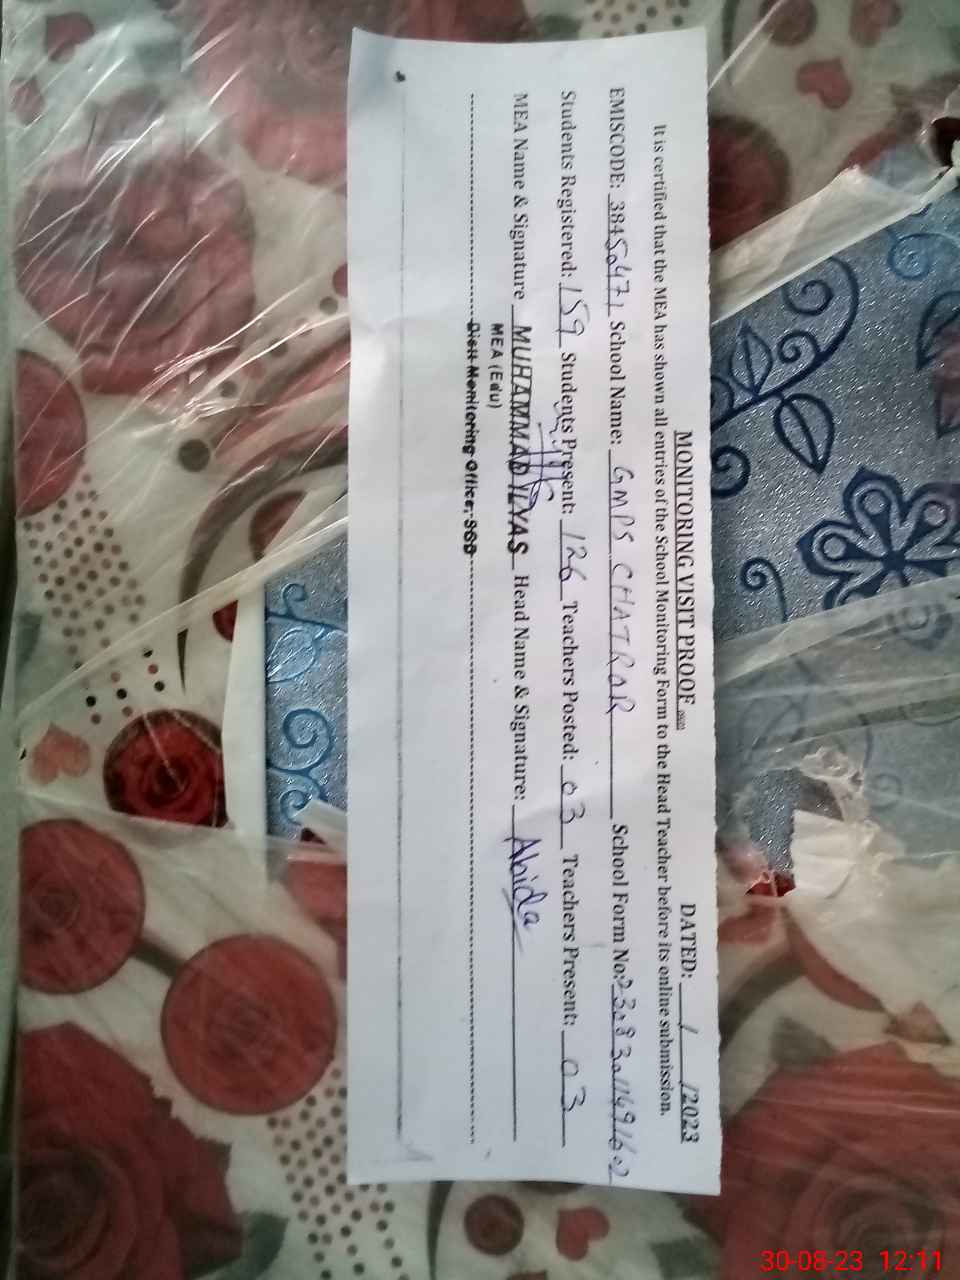 MONITORING VISIT PROOF
DATED: ___/___/2023
It is certified that the MEA has shown all entries of the School Monitoring Form to the Head Teacher before its online submission.
EMISCODE: 38450471 School Name: GMPS CHATROR School Form No:
Students Registered: 159 Students Present: 126 Teachers Posted: 03 Teachers Present: 03
MEA Name & Signature MUHAMMAD ILYAS Head Name & Signature: Abida
MEA (Edu)
Distt Monitoring Officer, SGD
30-08-23 12:11